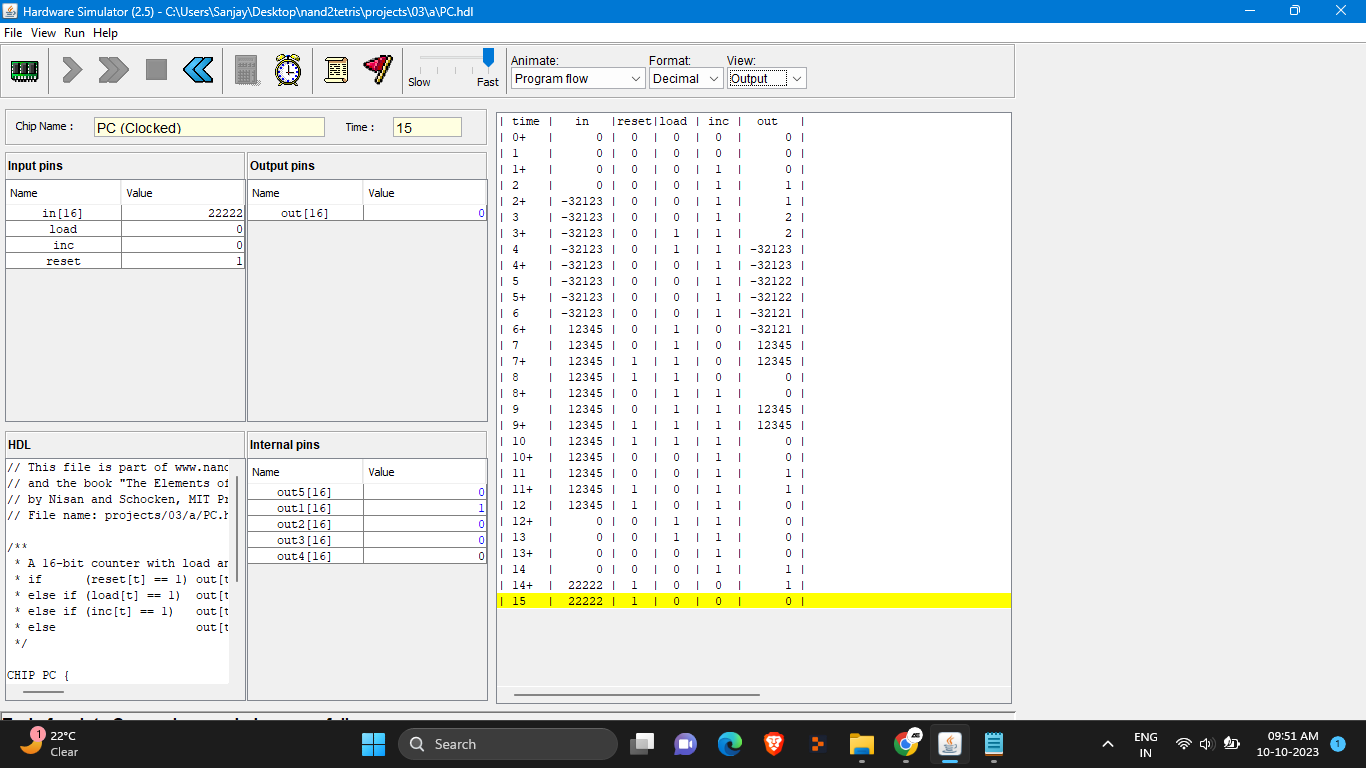 Hardware Simulator (2.5) - C:\Users\Sanjay\Desktop\nand2tetris\projects\03\a\PC.hdl
File View Run Help
Animate: Format: View:
Slow Fast Program flow Decimal Output
Chip Name : PC (Clocked) Time : 15
Input pins
Name Value
in[16] 22222
load 0
inc 0
reset 1
Output pins
Name Value
out[16] 0
HDL
// This file is part of www.nand
// and the book "The Elements of
// by Nisan and Schocken, MIT Pr
// File name: projects/03/a/PC.h
/**
* A 16-bit counter with load an
* if (reset[t] == 1) out[t
* else if (load[t] == 1) out[t
* else if (inc[t] == 1) out[t
* else out[t
*/
CHIP PC {
Internal pins
Name Value
out5[16] 0
out1[16] 1
out2[16] 0
out3[16] 0
out4[16] 0
| time | in |reset|load | inc | out |
| 0+ | 0 | 0 | 0 | 0 | 0 |
| 1 | 0 | 0 | 0 | 0 | 0 |
| 1+ | 0 | 0 | 0 | 1 | 0 |
| 2 | 0 | 0 | 0 | 1 | 1 |
| 2+ | -32123 | 0 | 0 | 1 | 1 |
| 3 | -32123 | 0 | 0 | 1 | 2 |
| 3+ | -32123 | 0 | 1 | 1 | 2 |
| 4 | -32123 | 0 | 1 | 1 | -32123 |
| 4+ | -32123 | 0 | 0 | 1 | -32123 |
| 5 | -32123 | 0 | 0 | 1 | -32122 |
| 5+ | -32123 | 0 | 0 | 1 | -32122 |
| 6 | -32123 | 0 | 0 | 1 | -32121 |
| 6+ | 12345 | 0 | 1 | 0 | -32121 |
| 7 | 12345 | 0 | 1 | 0 | 12345 |
| 7+ | 12345 | 1 | 1 | 0 | 12345 |
| 8 | 12345 | 1 | 1 | 0 | 0 |
| 8+ | 12345 | 0 | 1 | 1 | 0 |
| 9 | 12345 | 0 | 1 | 1 | 12345 |
| 9+ | 12345 | 1 | 1 | 1 | 12345 |
| 10 | 12345 | 1 | 1 | 1 | 0 |
| 10+ | 12345 | 0 | 0 | 1 | 0 |
| 11 | 12345 | 0 | 0 | 1 | 1 |
| 11+ | 12345 | 1 | 0 | 1 | 1 |
| 12 | 12345 | 1 | 0 | 1 | 0 |
| 12+ | 0 | 0 | 1 | 1 | 0 |
| 13 | 0 | 0 | 1 | 1 | 0 |
| 13+ | 0 | 0 | 0 | 1 | 0 |
| 14 | 0 | 0 | 0 | 1 | 1 |
| 14+ | 22222 | 1 | 0 | 0 | 1 |
| 15 | 22222 | 1 | 0 | 0 | 0 |
1
22°C
Clear
Search
ENG
IN
09:51 AM
10-10-2023
1